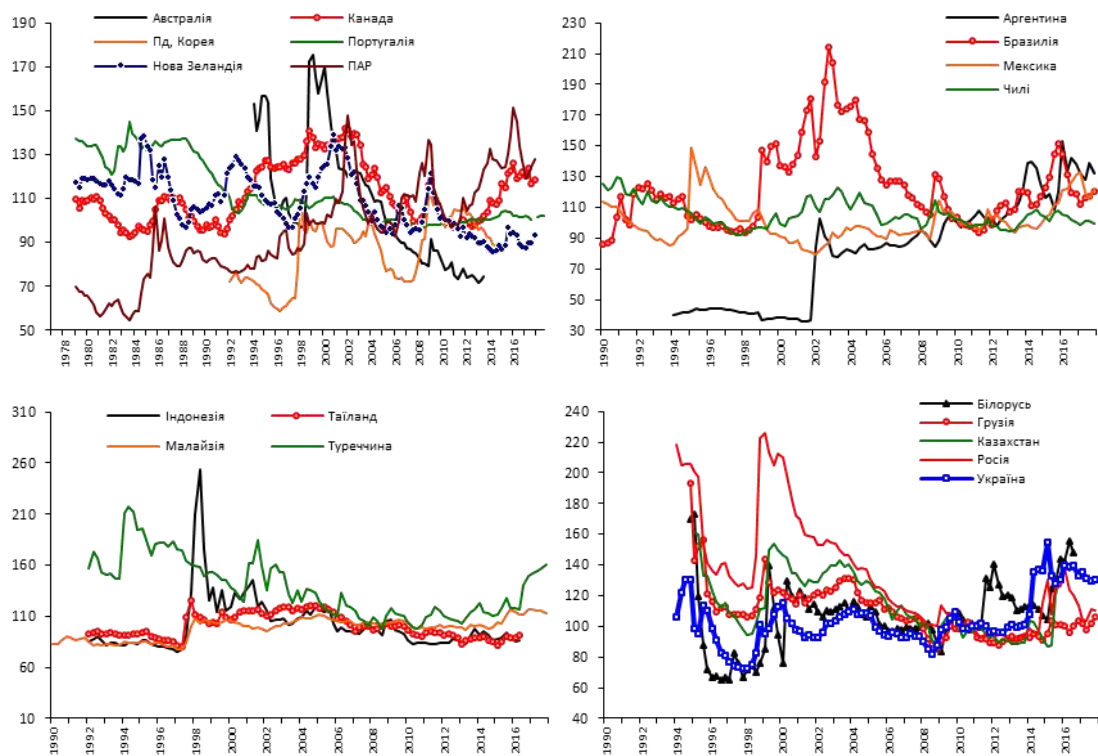 Австралія Канада
Пд, Корея Португалія
Нова Зеландія ПАР
190
170
150
130
110
90
70
50
1978 1980 1982 1984 1986 1988 1990 1992 1994 1996 1998 2000 2002 2004 2006 2008 2010 2012 2014 2016
Аргентина
Бразилія
Мексика
Чилі
230
210
190
170
150
130
110
90
70
50
30
1990 1992 1994 1996 1998 2000 2002 2004 2006 2008 2010 2012 2014 2016
Індонезія Таїланд
Малайзія Туреччина
310
260
210
160
110
60
10
1990 1992 1994 1996 1998 2000 2002 2004 2006 2008 2010 2012 2014 2016
Білорусь
Грузія
Казахстан
Росія
Україна
240
220
200
180
160
140
120
100
80
60
40
1990 1992 1994 1996 1998 2000 2002 2004 2006 2008 2010 2012 2014 2016